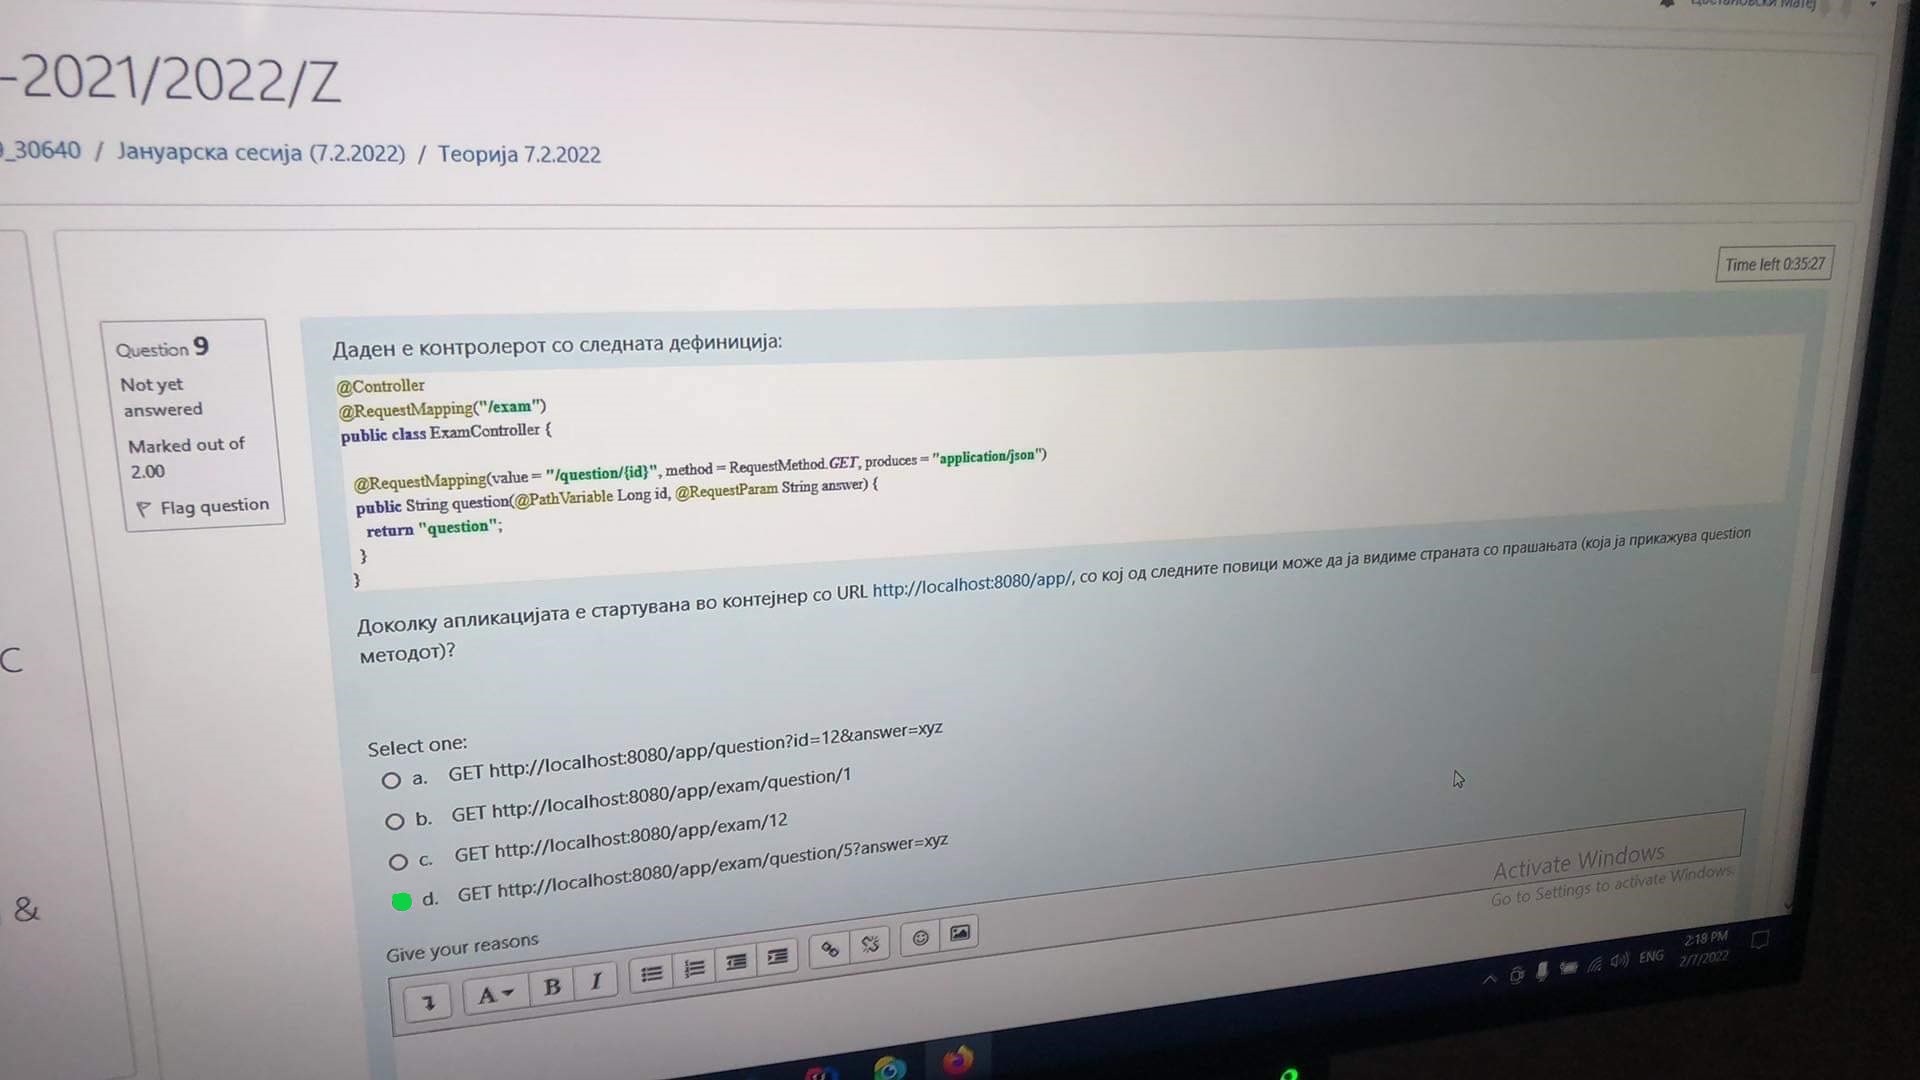 -2021/2022/Z
_30640 / Јануарска сесија (7.2.2022) / Теорија 7.2.2022
Time left 0:35:27
Question 9
Not yet
answered
Marked out of
2.00
Flag question
Даден е контролерот со следната дефиниција:
@Controller
@RequestMapping("/exam")
public class ExamController {
@RequestMapping(value = "/question/{id}", method = RequestMethod.GET, produces = "application/json")
public String question(@PathVariable Long id, @RequestParam String answer) {
return "question";
}
}
Доколку апликацијата е стартувана во контејнер со URL http://localhost:8080/app/, со кој од следните повици може да ја видиме страната со прашањата (која ја прикажува question
методот)?
Select one:
a. GET http://localhost:8080/app/question?id=12&answer=xyz
b. GET http://localhost:8080/app/exam/question/1
c. GET http://localhost:8080/app/exam/12
d. GET http://localhost:8080/app/exam/question/5?answer=xyz
Give your reasons
A B I
C
&
Activate Windows
Go to Settings to activate Windows.
ENG
2:18 PM
2/7/2022